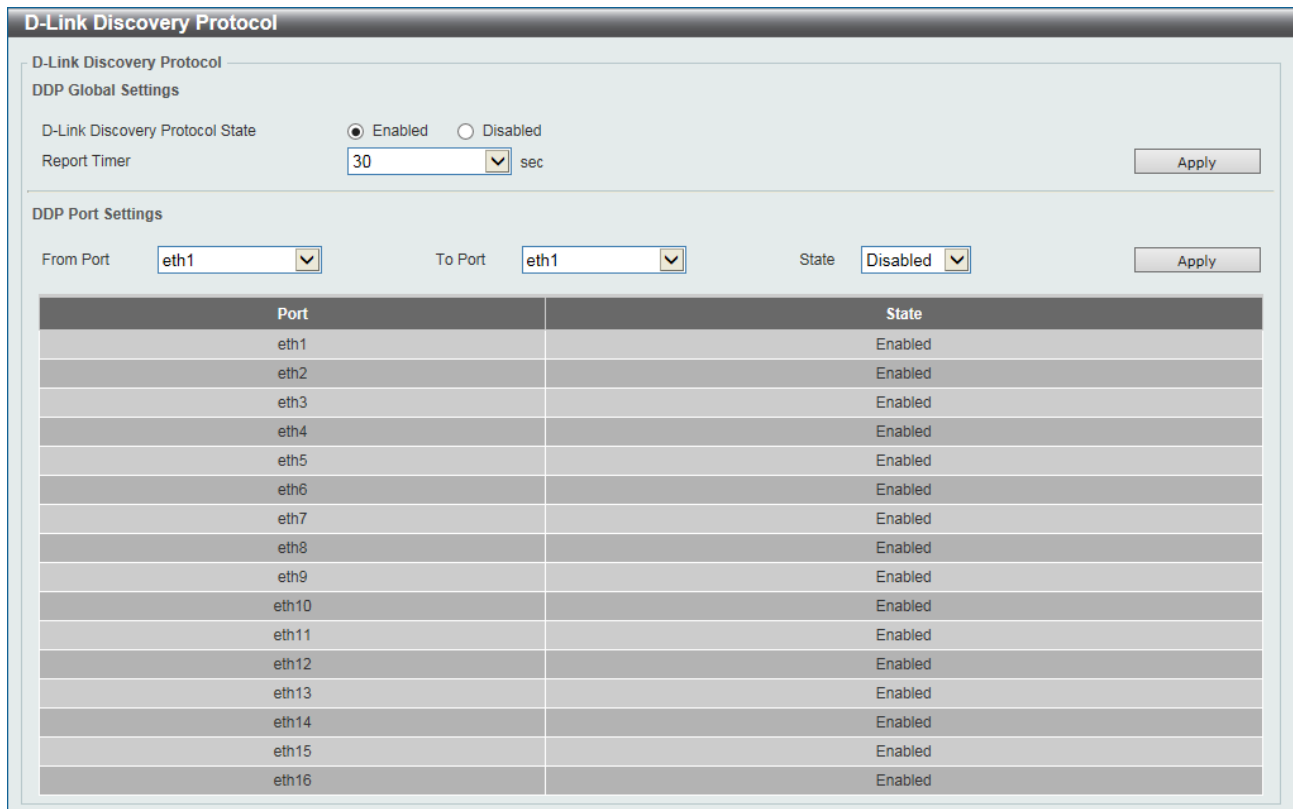 D-Link Discovery Protocol
D-Link Discovery Protocol
DDP Global Settings
D-Link Discovery Protocol State Enabled Disabled
Report Timer 30 sec Apply
DDP Port Settings
From Port eth1 To Port eth1 State Disabled Apply
Port State
eth1 Enabled
eth2 Enabled
eth3 Enabled
eth4 Enabled
eth5 Enabled
eth6 Enabled
eth7 Enabled
eth8 Enabled
eth9 Enabled
eth10 Enabled
eth11 Enabled
eth12 Enabled
eth13 Enabled
eth14 Enabled
eth15 Enabled
eth16 Enabled